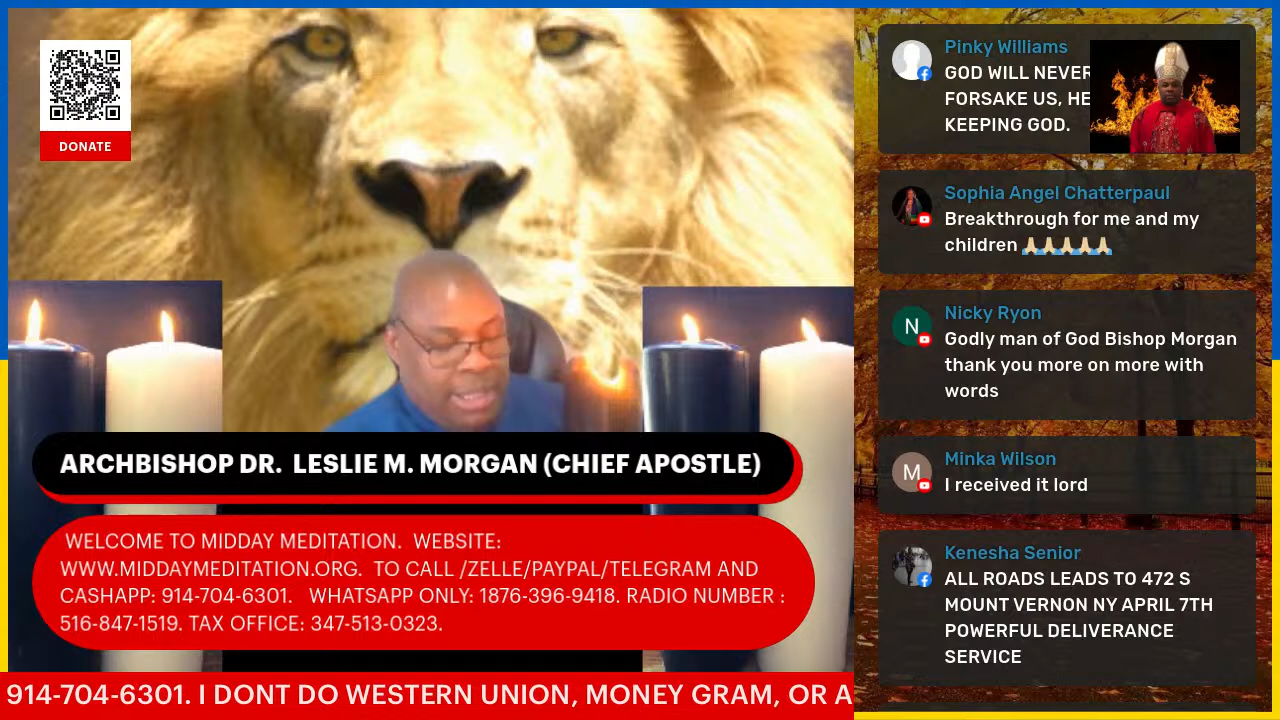 DONATE
ARCHBISHOP DR. LESLIE M. MORGAN (CHIEF APOSTLE)
WELCOME TO MIDDAY MEDITATION. WEBSITE:
WWW.MIDDAYMEDITATION.ORG. TO CALL /ZELLE/PAYPAL/TELEGRAM AND
CASHAPP: 914-704-6301. WHATSAPP ONLY: 1876-396-9418. RADIO NUMBER :
516-847-1519. TAX OFFICE: 347-513-0323.
914-704-6301. I DONT DO WESTERN UNION, MONEY GRAM, OR A
Pinky Williams
GOD WILL NEVER
FORSAKE US, HE
KEEPING GOD.
Sophia Angel Chatterpaul
Breakthrough for me and my
children 🙏🏼🙏🏼🙏🏼🙏🏼🙏🏼
N
Nicky Ryon
Godly man of God Bishop Morgan
thank you more on more with
words
M
Minka Wilson
I received it lord
Kenesha Senior
ALL ROADS LEADS TO 472 S
MOUNT VERNON NY APRIL 7TH
POWERFUL DELIVERANCE
SERVICE